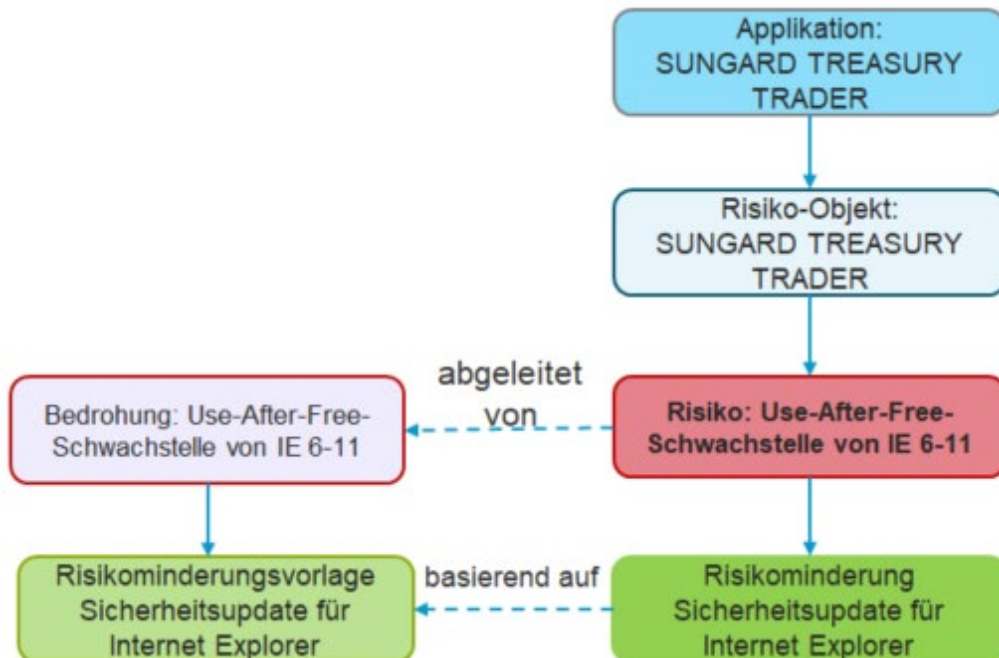 Applikation:
SUNGARD TREASURY
TRADER
Risiko-Objekt:
SUNGARD TREASURY
TRADER
abgeleitet
von
Bedrohung: Use-After-Free-
Schwachstelle von IE 6-11
Risiko: Use-After-Free-
Schwachstelle von IE 6-11
Risikominderungsvorlage
Sicherheitsupdate für
Internet Explorer
basierend auf
Risikominderung
Sicherheitsupdate für
Internet Explorer